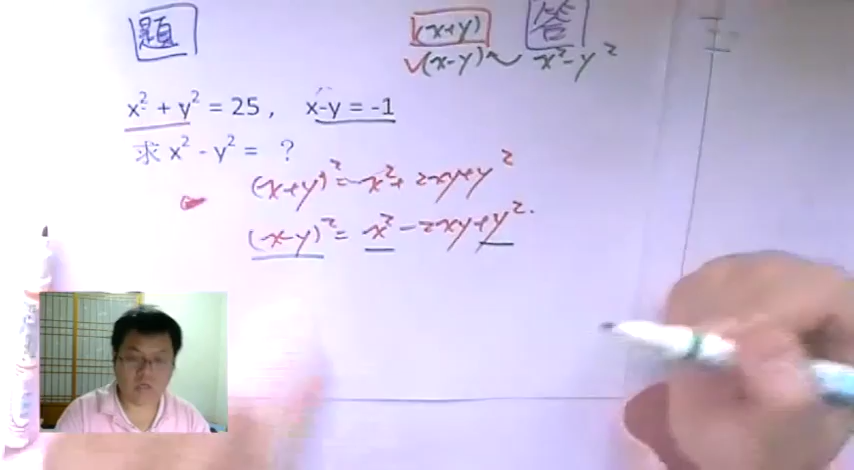 題
(x+y)
(x-y)
答
x²-y²
x² + y² = 25 ,  x-y = -1
求 x² - y² = ？
(x+y)² = x²+2xy+y²
(x-y)² = x²-2xy+y².